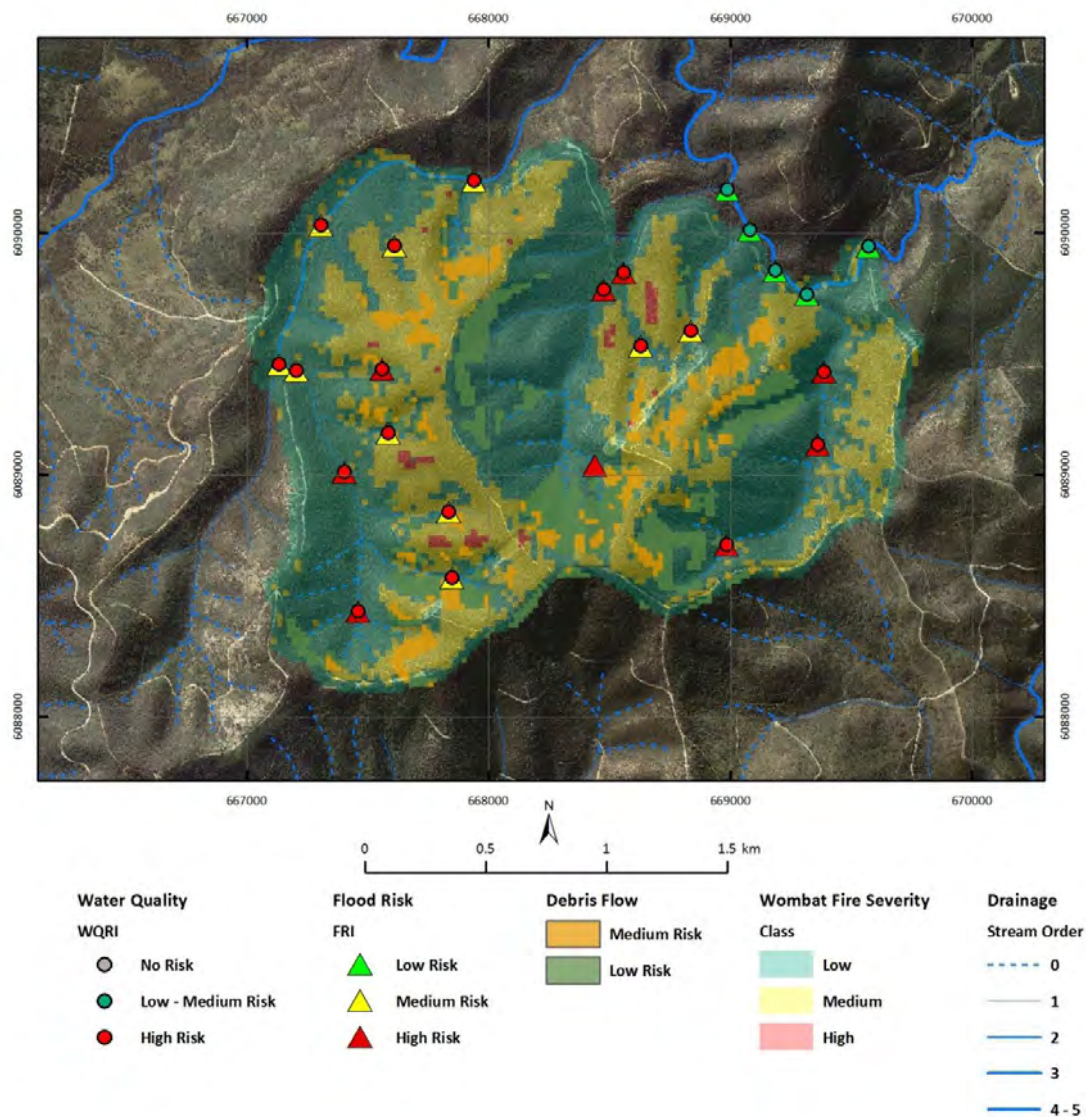 667000 668000 669000 670000
6090000 6090000
6089000 6089000
6088000 6088000
667000 668000 669000 670000
N
0 0.5 1 1.5 km
Water Quality
WQRI
No Risk
Low - Medium Risk
High Risk
Flood Risk
FRI
Low Risk
Medium Risk
High Risk
Debris Flow
Medium Risk
Low Risk
Wombat Fire Severity
Class
Low
Medium
High
Drainage
Stream Order
0
1
2
3
4 - 5